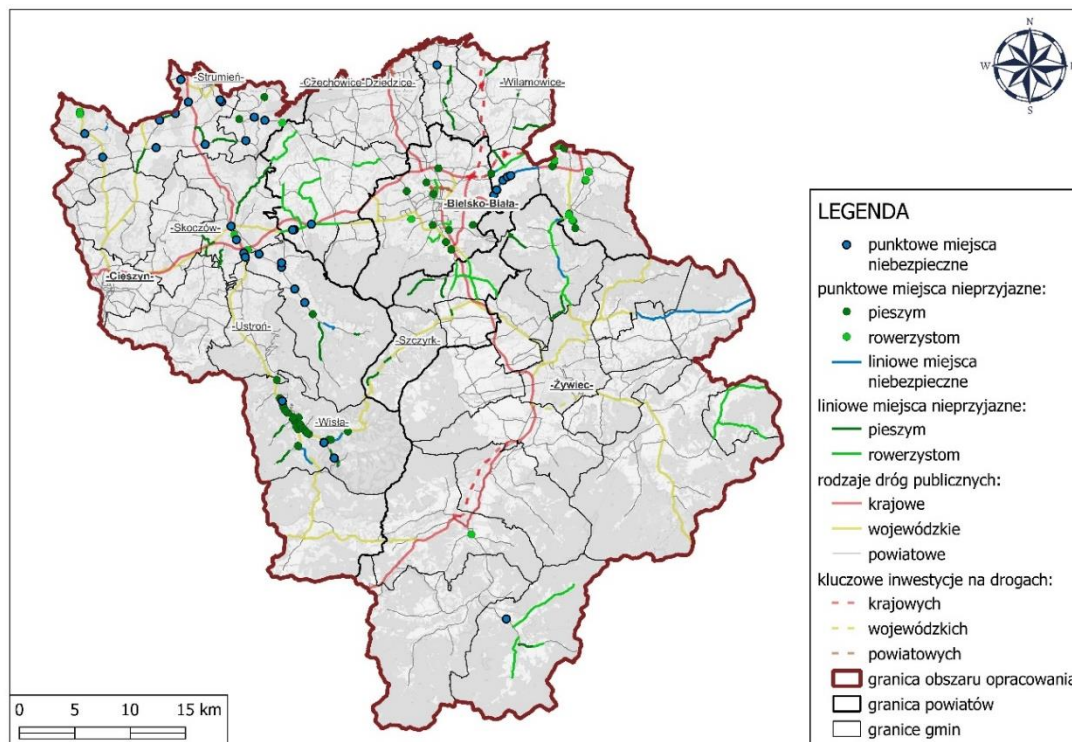 N
W
S
-Strumień-
-Czechowice-Dziedzice-
-Wilamowice-
-Bielsko-Biała-
-Skoczów-
-Cieszyn-
-Ustroń-
-Szczyrk-
-Żywiec-
-Wisła-
LEGENDA
punktowe miejsca
niebezpieczne
punktowe miejsca nieprzyjazne:
pieszym
rowerzystom
liniowe miejsca
niebezpieczne
liniowe miejsca nieprzyjazne:
pieszym
rowerzystom
rodzaje dróg publicznych:
krajowe
wojewódzkie
powiatowe
kluczowe inwestycje na drogach:
krajowych
wojewódzkich
powiatowych
granica obszaru opracowania
granica powiatów
granice gmin
0 5 10 15 km